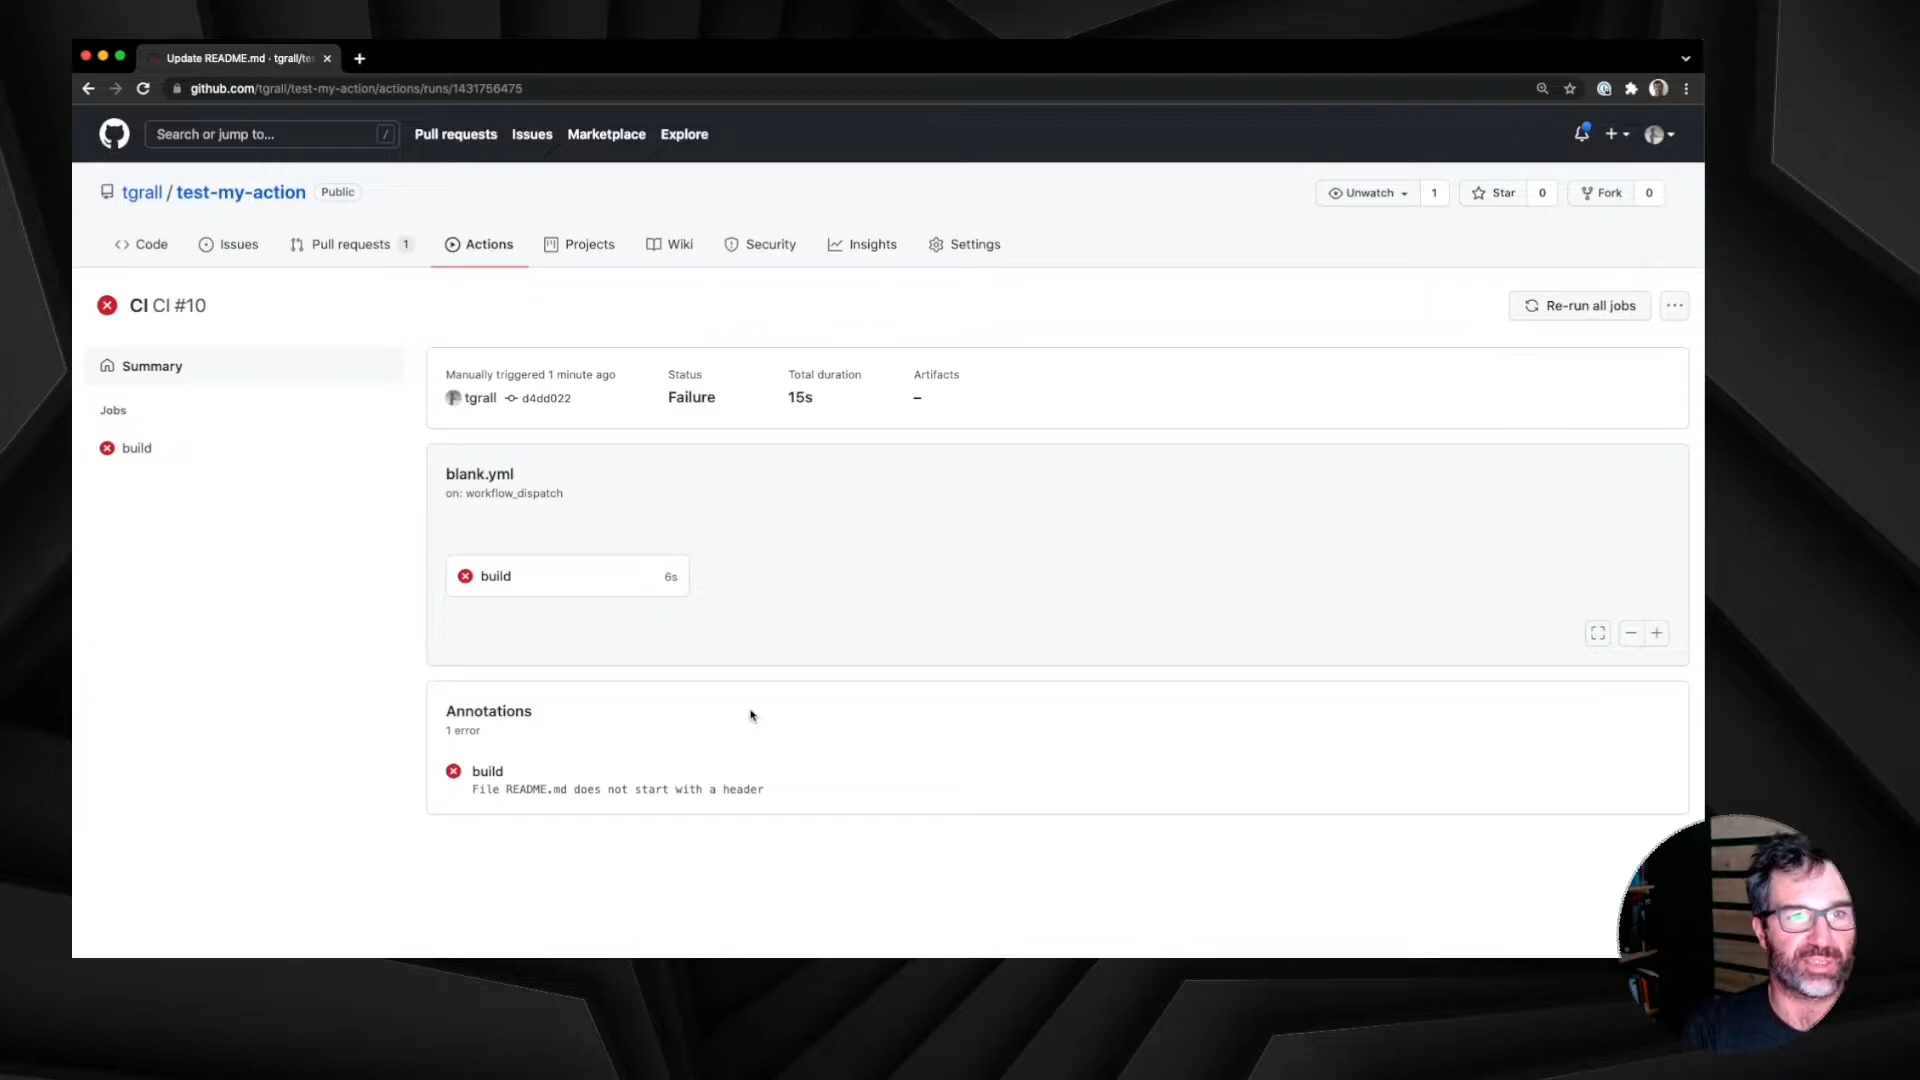 Update README.md · tgrall/te
github.com/tgrall/test-my-action/actions/runs/1431756475
Search or jump to... /
Pull requests Issues Marketplace Explore
tgrall / test-my-action Public
Unwatch 1 Star 0 Fork 0
Code Issues Pull requests 1 Actions Projects Wiki Security Insights Settings
CI CI #10
Re-run all jobs
Summary
Jobs
build
Manually triggered 1 minute ago Status Total duration Artifacts
tgrall d4dd022 Failure 15s –
blank.yml
on: workflow_dispatch
build 6s
Annotations
1 error
build
File README.md does not start with a header